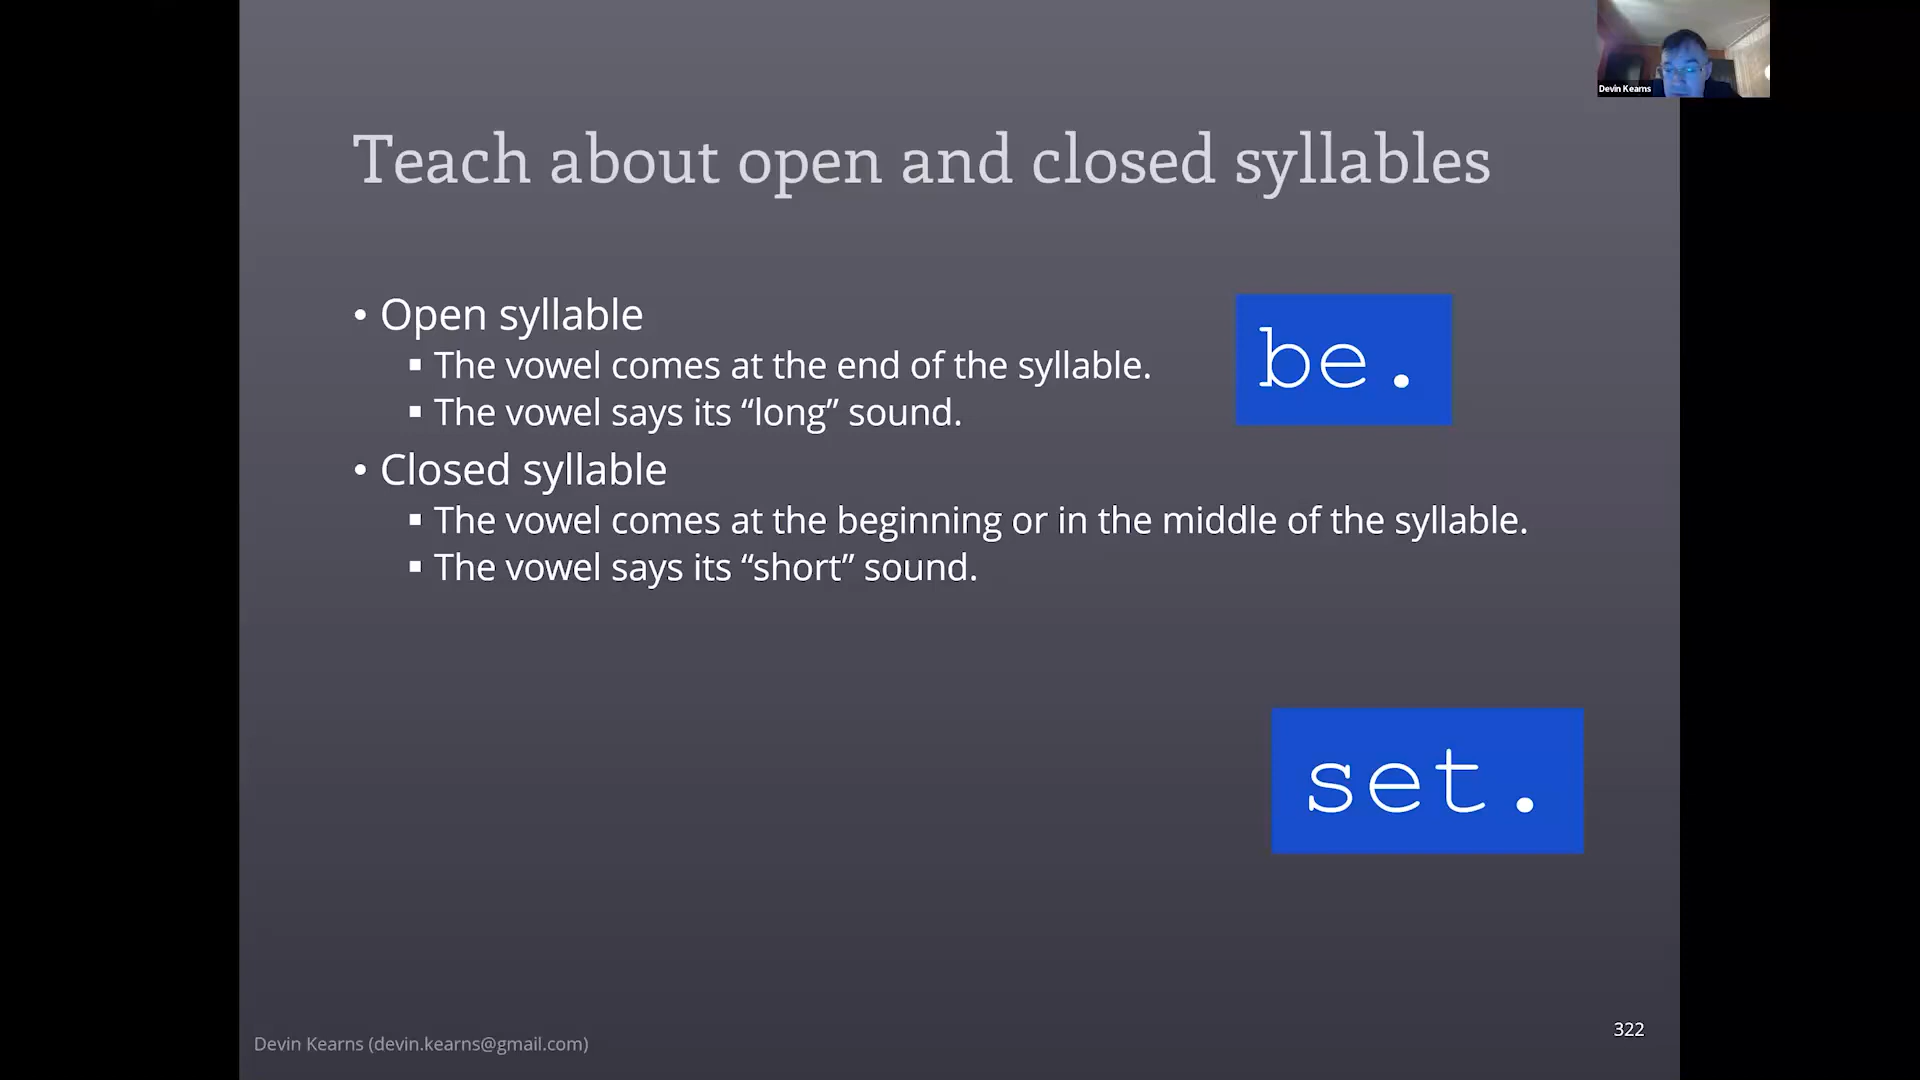 Devin Kearns
Teach about open and closed syllables
• Open syllable
▪ The vowel comes at the end of the syllable.
▪ The vowel says its “long” sound.
be.
• Closed syllable
▪ The vowel comes at the beginning or in the middle of the syllable.
▪ The vowel says its “short” sound.
set.
322
Devin Kearns (devin.kearns@gmail.com)